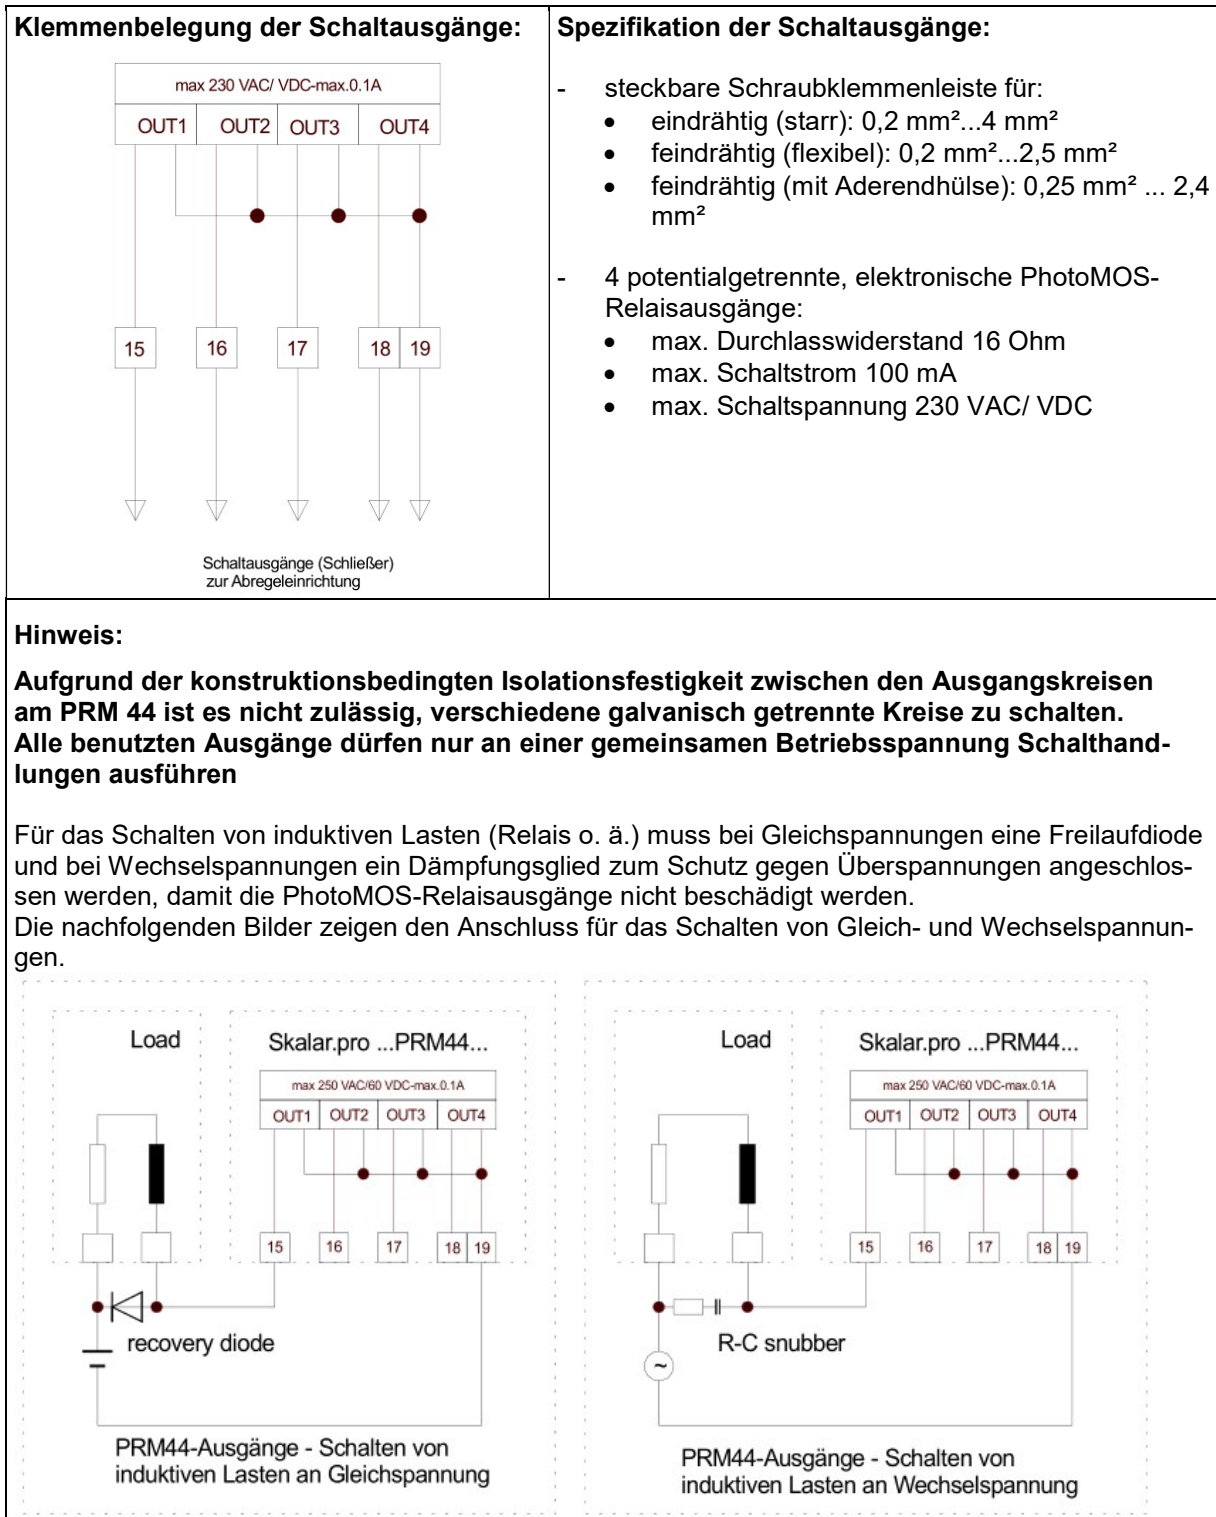 Klemmenbelegung der Schaltausgänge:
max 230 VAC/ VDC-max.0.1A
OUT1 OUT2 OUT3 OUT4
15 16 17 18 19
Schaltausgänge (Schließer)
zur Abregeleinrichtung
Spezifikation der Schaltausgänge:
- steckbare Schraubklemmenleiste für:
• eindrähtig (starr): 0,2 mm²...4 mm²
• feindrähtig (flexibel): 0,2 mm²...2,5 mm²
• feindrähtig (mit Aderendhülse): 0,25 mm² ... 2,4
mm²
- 4 potentialgetrennte, elektronische PhotoMOS-
Relaisausgänge:
• max. Durchlasswiderstand 16 Ohm
• max. Schaltstrom 100 mA
• max. Schaltspannung 230 VAC/ VDC
Hinweis:
Aufgrund der konstruktionsbedingten Isolationsfestigkeit zwischen den Ausgangskreisen
am PRM 44 ist es nicht zulässig, verschiedene galvanisch getrennte Kreise zu schalten.
Alle benutzten Ausgänge dürfen nur an einer gemeinsamen Betriebsspannung Schalthand-
lungen ausführen
Für das Schalten von induktiven Lasten (Relais o. ä.) muss bei Gleichspannungen eine Freilaufdiode
und bei Wechselspannungen ein Dämpfungsglied zum Schutz gegen Überspannungen angeschlos-
sen werden, damit die PhotoMOS-Relaisausgänge nicht beschädigt werden.
Die nachfolgenden Bilder zeigen den Anschluss für das Schalten von Gleich- und Wechselspannun-
gen.
Load
Skalar.pro ...PRM44...
max 250 VAC/60 VDC-max.0.1A
OUT1 OUT2 OUT3 OUT4
15 16 17 18 19
recovery diode
PRM44-Ausgänge - Schalten von
induktiven Lasten an Gleichspannung
Load
Skalar.pro ...PRM44...
max 250 VAC/60 VDC-max.0.1A
OUT1 OUT2 OUT3 OUT4
15 16 17 18 19
R-C snubber
~
PRM44-Ausgänge - Schalten von
induktiven Lasten an Wechselspannung